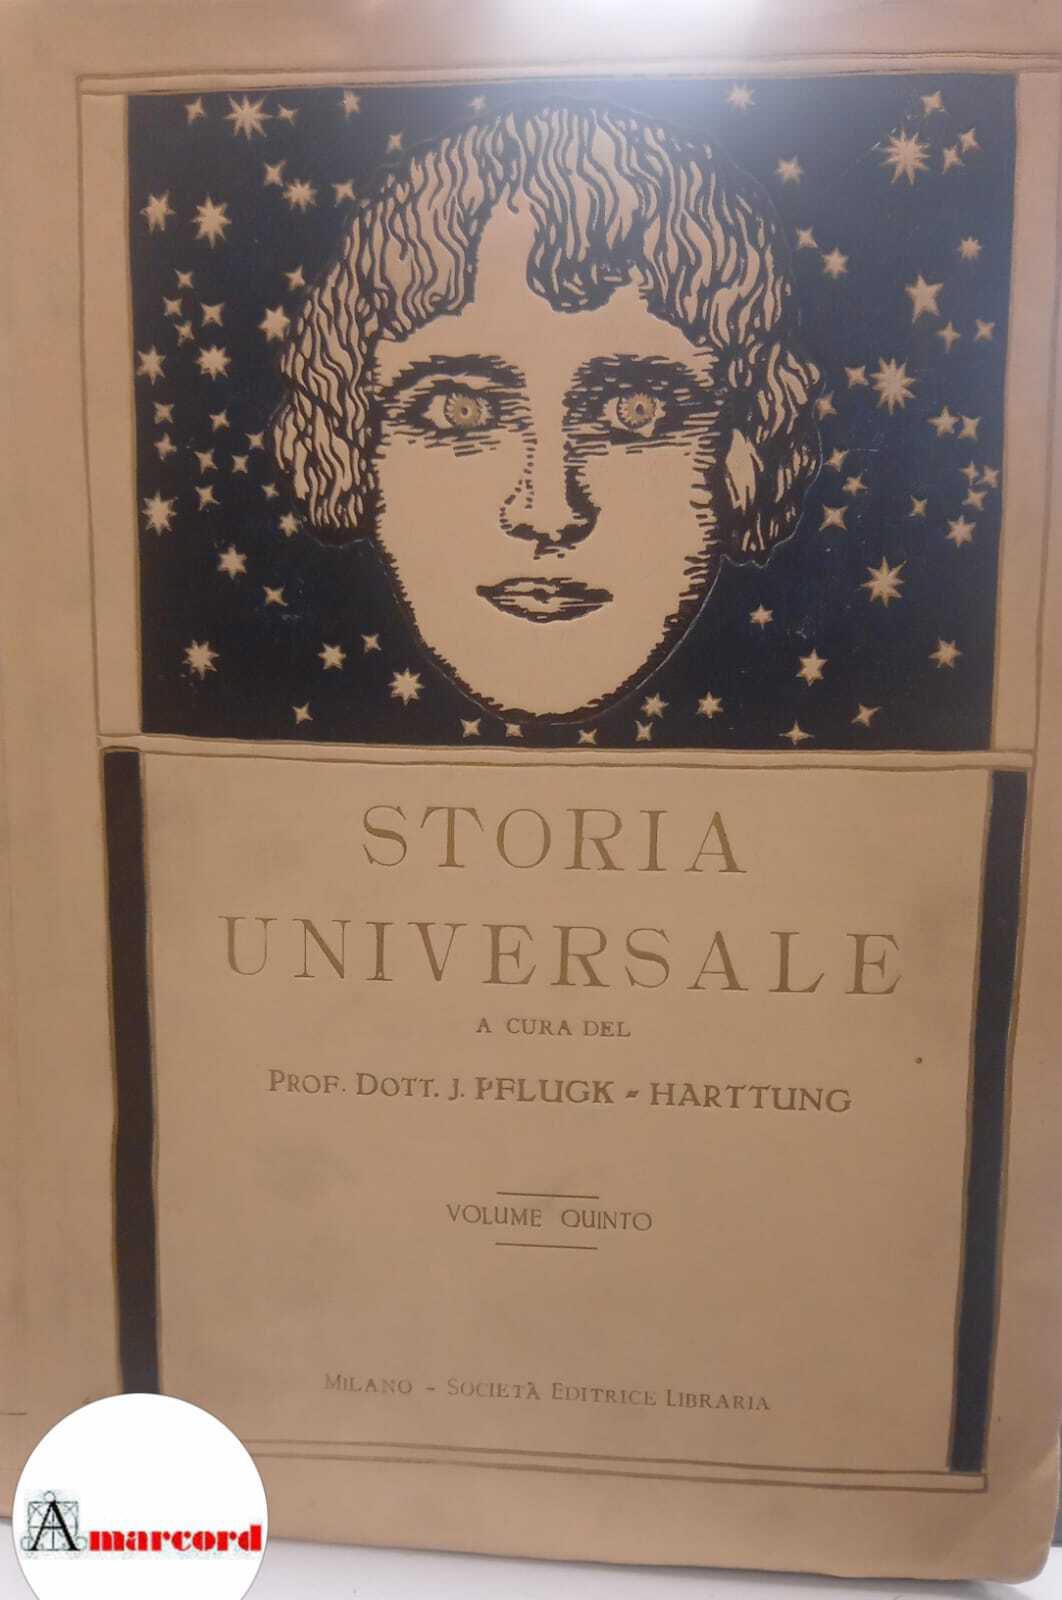 STORIA
UNIVERSALE
A CURA DEL
PROF. DOTT. J. PFLUGK - HARTTUNG
VOLUME QUINTO
MILANO - SOCIETÀ EDITRICE LIBRARIA
Amarcord